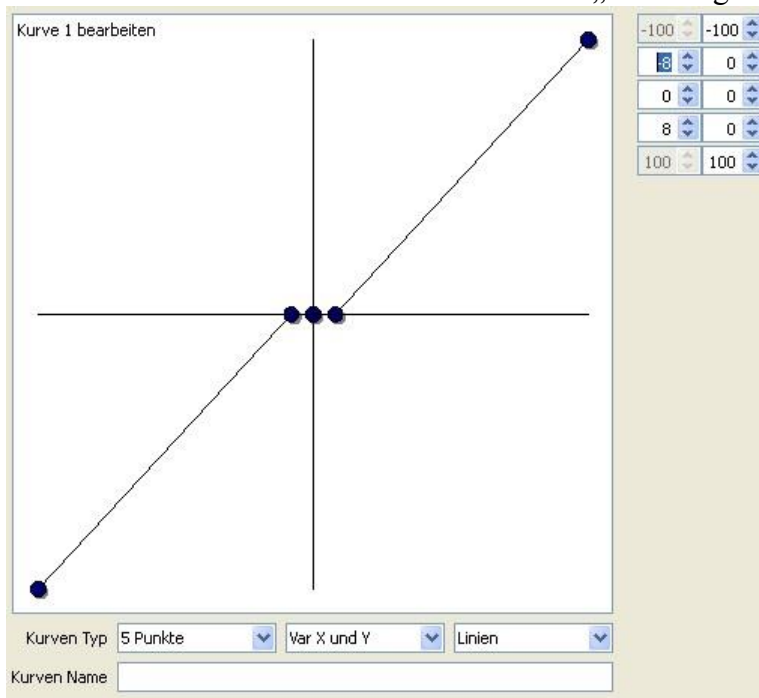 Kurve 1 bearbeiten
-100 -100
-8 0
0 0
8 0
100 100
Kurven Typ 5 Punkte Var X und Y Linien
Kurven Name